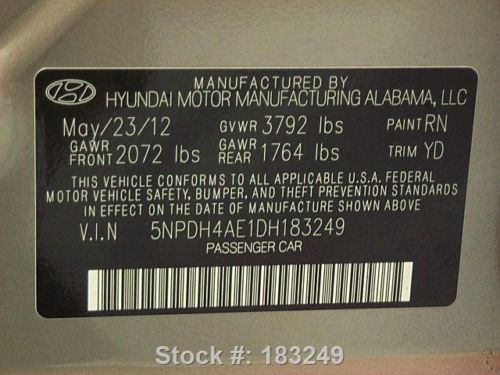 MANUFACTURED BY
HYUNDAI MOTOR MANUFACTURING ALABAMA, LLC
May/23/12 GVWR 3792 lbs PAINT RN
GAWR FRONT 2072 lbs GAWR REAR 1764 lbs TRIM YD
THIS VEHICLE CONFORMS TO ALL APPLICABLE U.S.A. FEDERAL
MOTOR VEHICLE SAFETY, BUMPER, AND THEFT PREVENTION STANDARDS
IN EFFECT ON THE DATE OF MANUFACTURE SHOWN ABOVE
V.I.N 5NPDH4AE1DH183249
PASSENGER CAR
Stock #: 183249